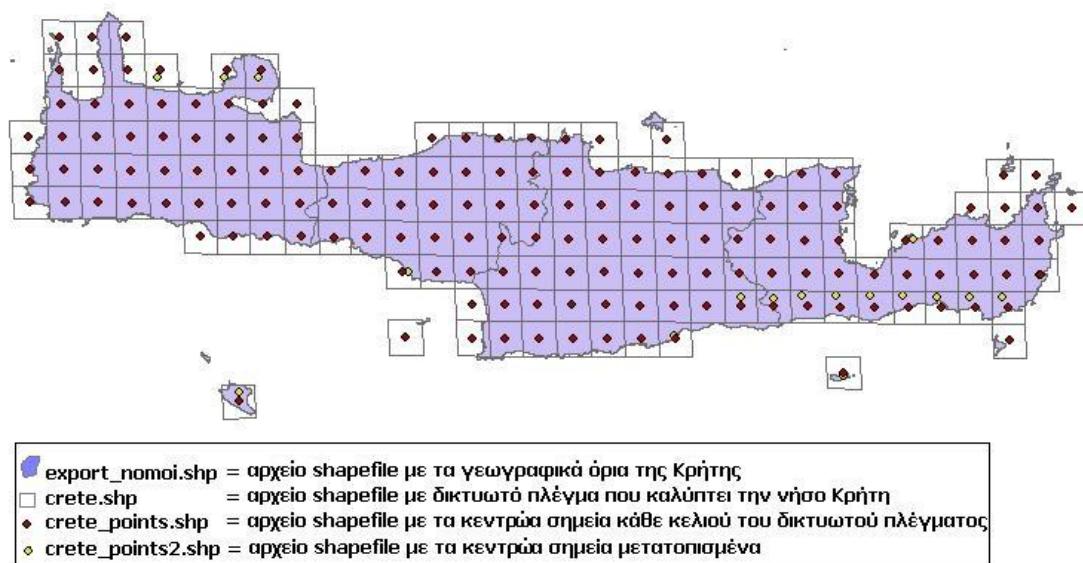 export_nomoi.shp = αρχείο shapefile με τα γεωγραφικά όρια της Κρήτης
crete.shp = αρχείο shapefile με δικτυωτό πλέγμα που καλύπτει την νήσο Κρήτη
crete_points.shp = αρχείο shapefile με τα κεντρώα σημεία κάθε κελιού του δικτυωτού πλέγματος
crete_points2.shp = αρχείο shapefile με τα κεντρώα σημεία μετατοπισμένα